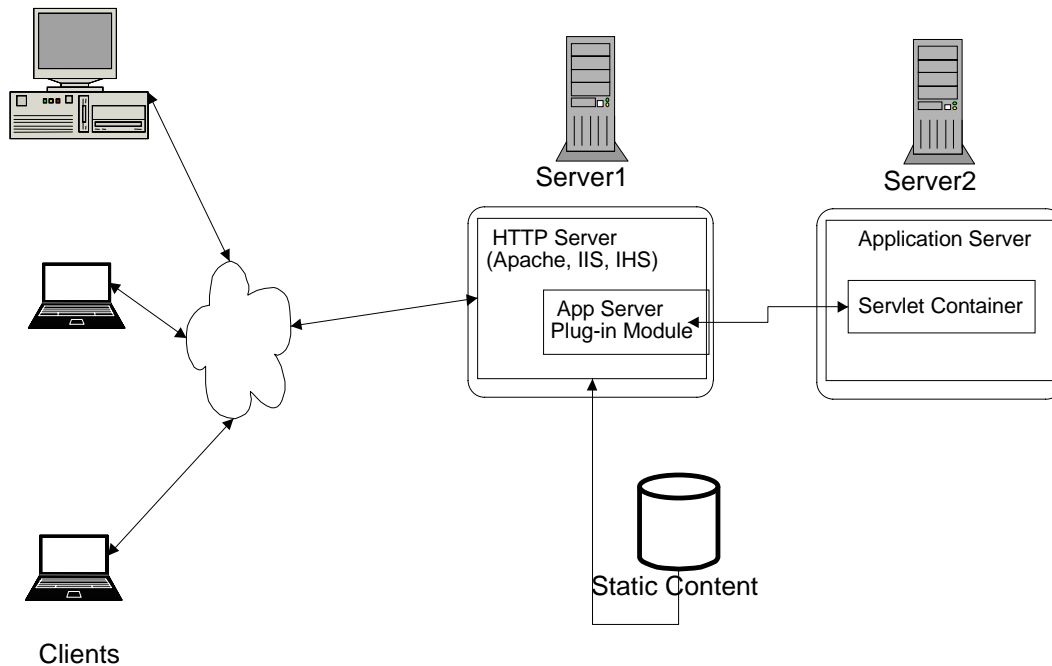 Server1
Server2
HTTP Server
(Apache, IIS, IHS)
App Server
Plug-in Module
Application Server
Servlet Container
Static Content
Clients